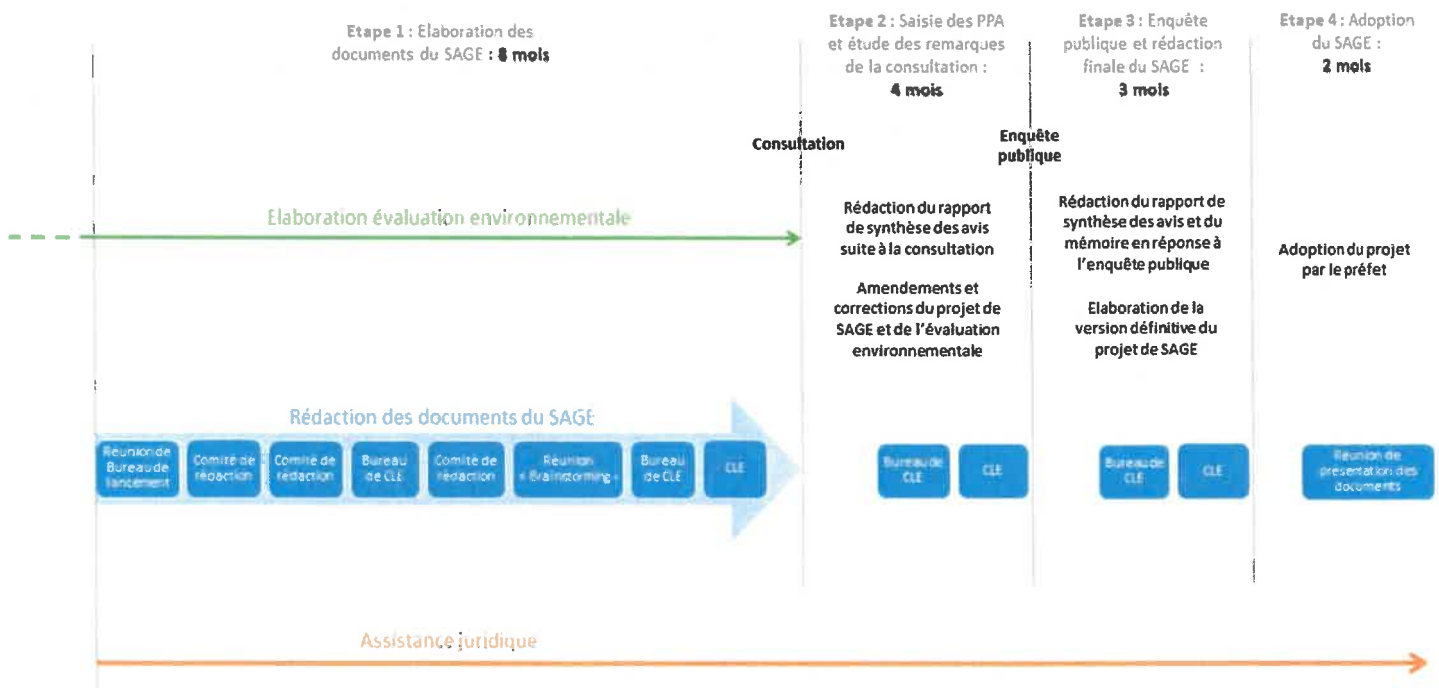 Etape 1 : Elaboration des
documents du SAGE : 8 mois
Etape 2 : Saisie des PPA
et étude des remarques
de la consultation :
4 mois
Etape 3 : Enquête
publique et rédaction
finale du SAGE :
3 mois
Etape 4 : Adoption
du SAGE :
2 mois
Consultation
Enquête
publique
Elaboration évaluation environnementale
Rédaction du rapport
de synthèse des avis
suite à la consultation
Amendements et
corrections du projet de
SAGE et de l'évaluation
environnementale
Rédaction du rapport de
synthèse des avis et du
mémoire en réponse à
l'enquête publique
Elaboration de la
version définitive du
projet de SAGE
Adoption du projet
par le préfet
Rédaction des documents du SAGE
Réunion de
Bureau de
lancement
Comité de
rédaction
Comité de
rédaction
Bureau
de CLE
Comité de
rédaction
Réunion
« Brainstorming »
Bureau
de CLE
CLE
Bureau de
CLE
CLE
Bureau de
CLE
CLE
Réunion de
présentation des
documents
Assistance juridique